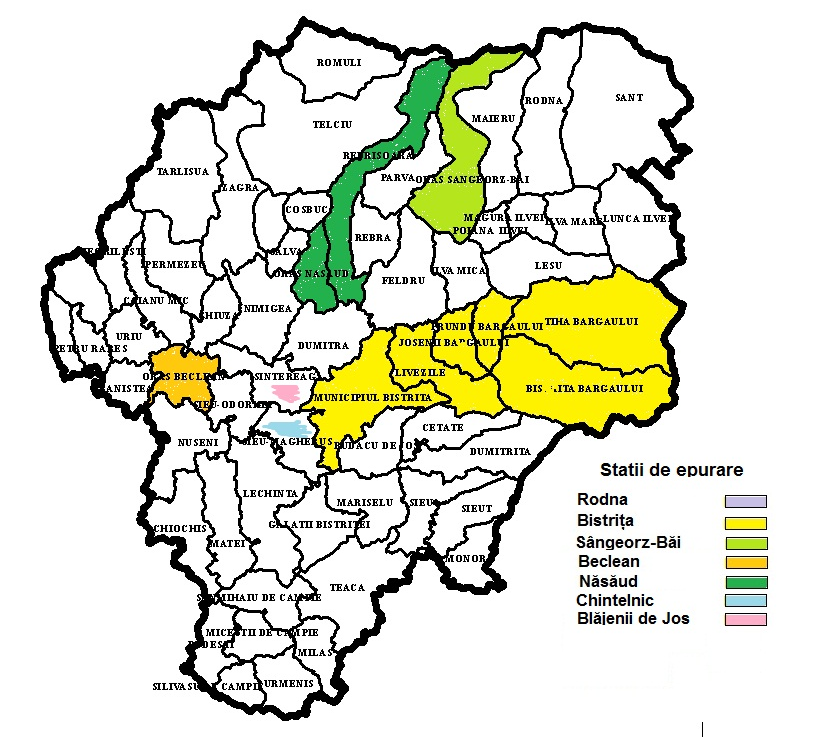 ROMULI
TELCIU
RODNA
SANT
MAIERU
REBRISOARA
TARLISUA
ZAGRA
PARVA
ORAS SANGEORZ-BAI
COSBUC
MAGURA ILVEI
ILVA MARE
LUNCA ILVEI
POIANA ILVEI
REBRA
SALVA
PERMEZEU
LESU
ORAS NASAUD
FELDRU
ILVA MICA
CAIANU MIC
NIMIGEA
CHIUZA
TIHA BARGAULUI
PRUNDU BARGAULUI
URIU
PETRU RARES
DUMITRA
JOSENII BARGAULUI
LIVEZILE
ORAS BECLEAN
SINTEREAG
BISTRITA BARGAULUI
MUNICIPIUL BISTRITA
SIEU-ODORHEI
CETATE
NUSENI
SIEU-MAGHERUS
BUDACU DE JOS
DUMITRITA
LECHINTA
MARISELU
SIEU
SIEUT
CHIOCHIS
GALATII BISTRITEI
MATEI
MONOR
TEACA
SANMIHAIU DE CAMPIE
MICESTII DE CAMPIE
MILAS
URMENIS
Statii de epurare
Rodna
Bistrița
Sângeorz-Băi
Beclean
Năsăud
Chintelnic
Blăjenii de Jos